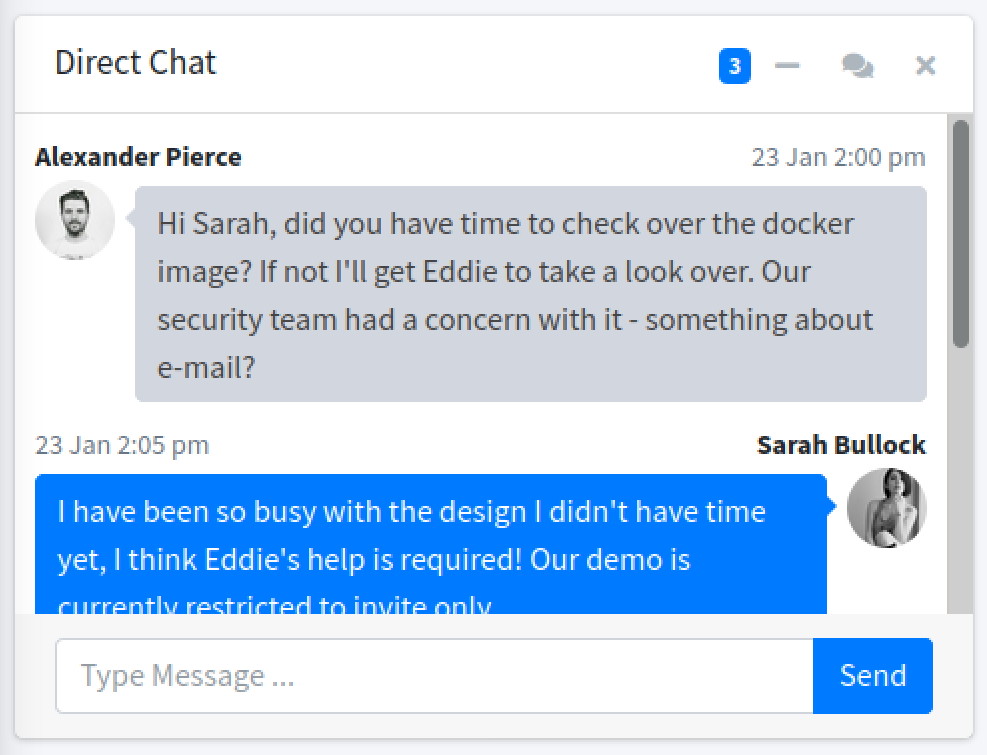 Direct Chat 3
Alexander Pierce 23 Jan 2:00 pm
Hi Sarah, did you have time to check over the docker
image? If not I'll get Eddie to take a look over. Our
security team had a concern with it - something about
e-mail?
23 Jan 2:05 pm Sarah Bullock
I have been so busy with the design I didn't have time
yet, I think Eddie's help is required! Our demo is
currently restricted to invite only
Type Message ... Send